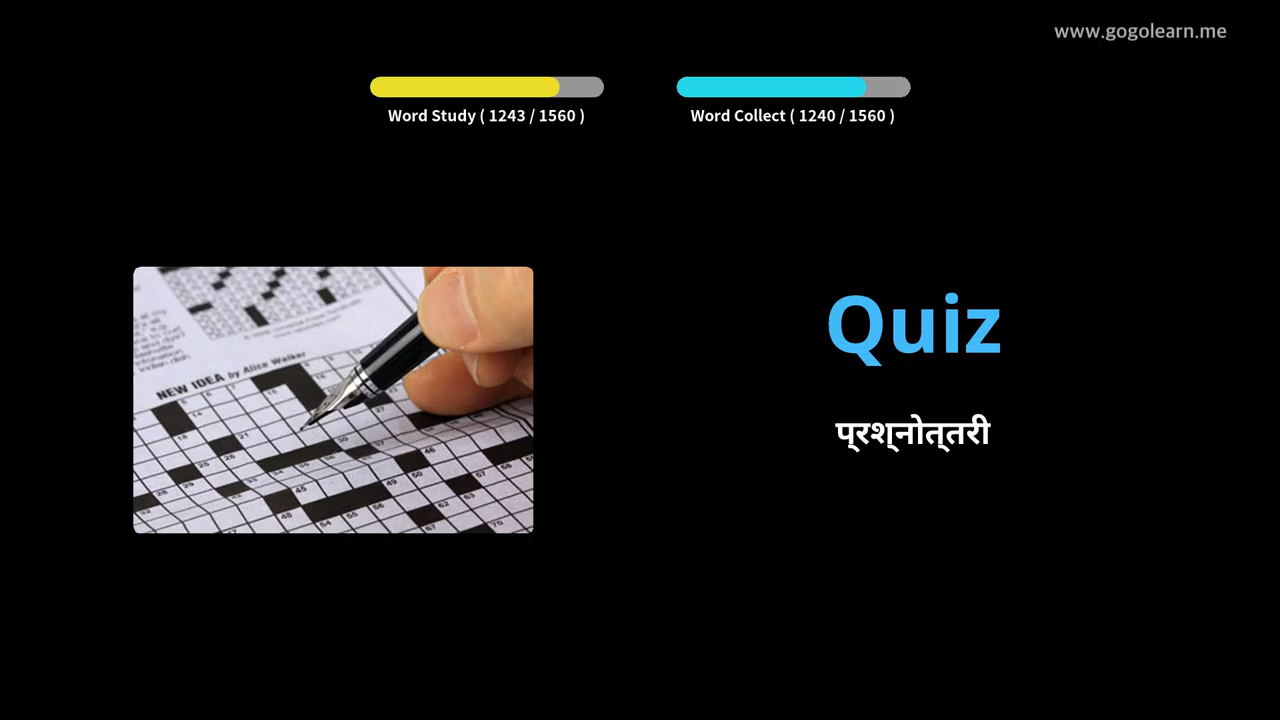 www.gogolearn.me
Word Study ( 1243 / 1560 )
Word Collect ( 1240 / 1560 )
NEW IDEA by Alice Walker
Quiz
प्रश्नोत्तरी